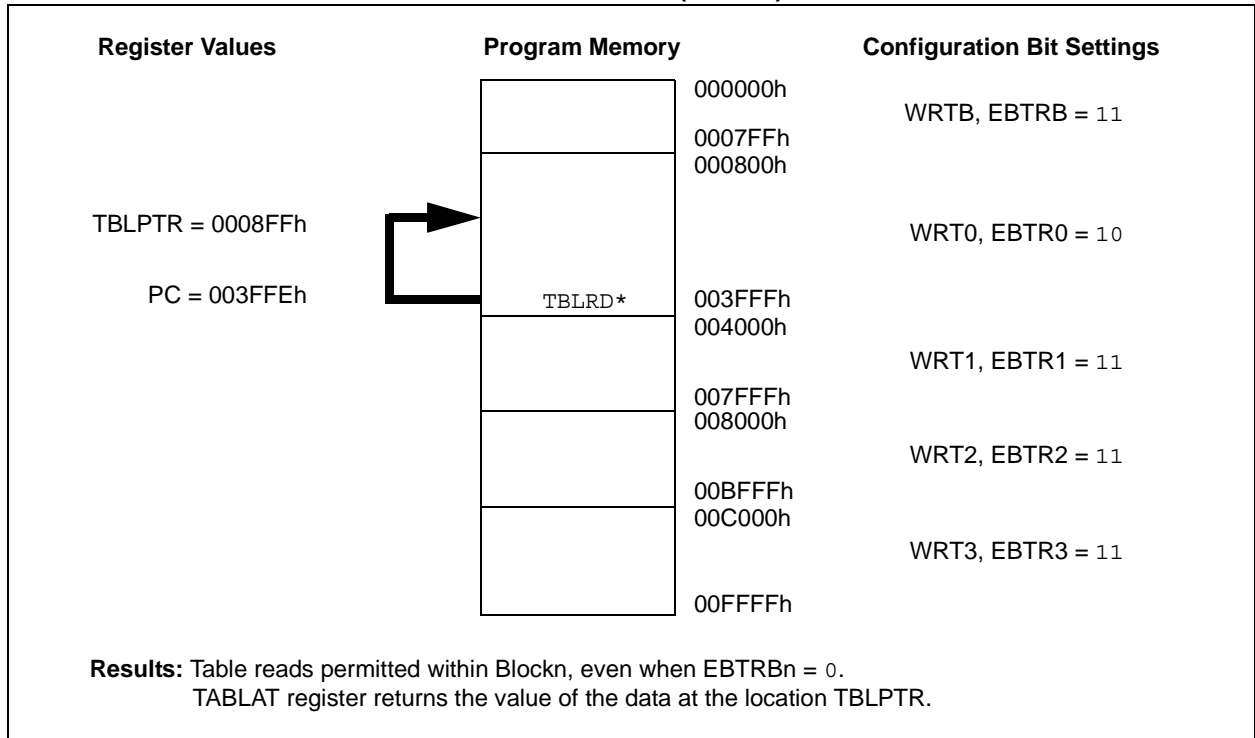 Register Values Program Memory Configuration Bit Settings
000000h
WRTB, EBTRB = 11
0007FFh
000800h
TBLPTR = 0008FFh
WRT0, EBTR0 = 10
PC = 003FFEh TBLRD* 003FFFh
004000h
WRT1, EBTR1 = 11
007FFFh
008000h
WRT2, EBTR2 = 11
00BFFFh
00C000h
WRT3, EBTR3 = 11
00FFFFh
Results: Table reads permitted within Blockn, even when EBTRBn = 0.
TABLAT register returns the value of the data at the location TBLPTR.